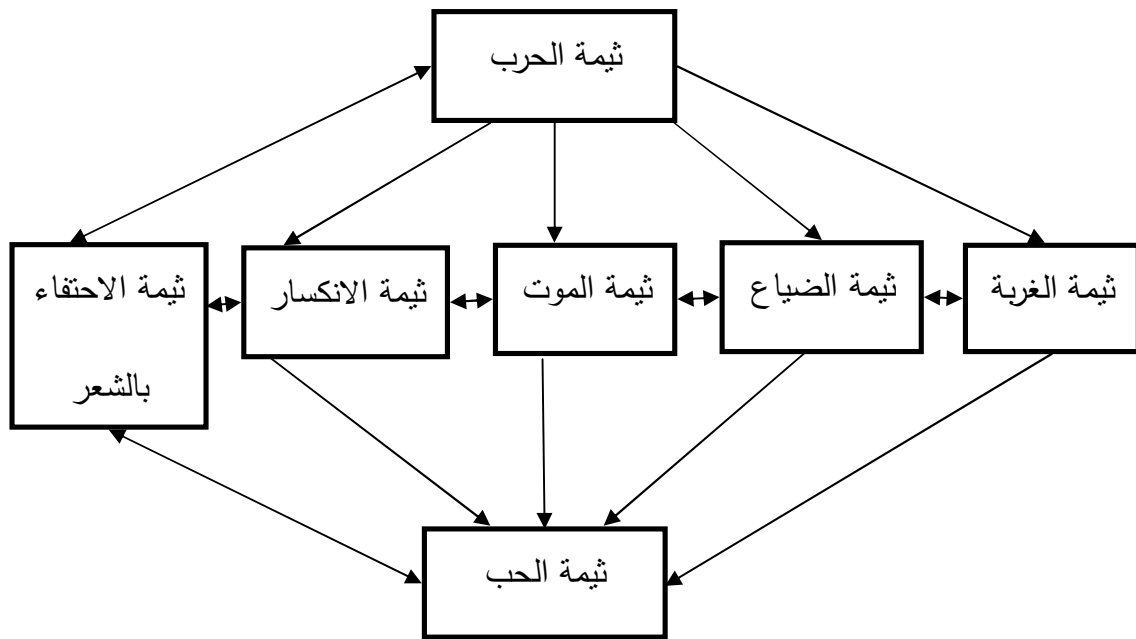 ثيمة الحرب
ثيمة الغربة
ثيمة الضياع
ثيمة الموت
ثيمة الانكسار
ثيمة الاحتفاء
بالشعر
ثيمة الحب